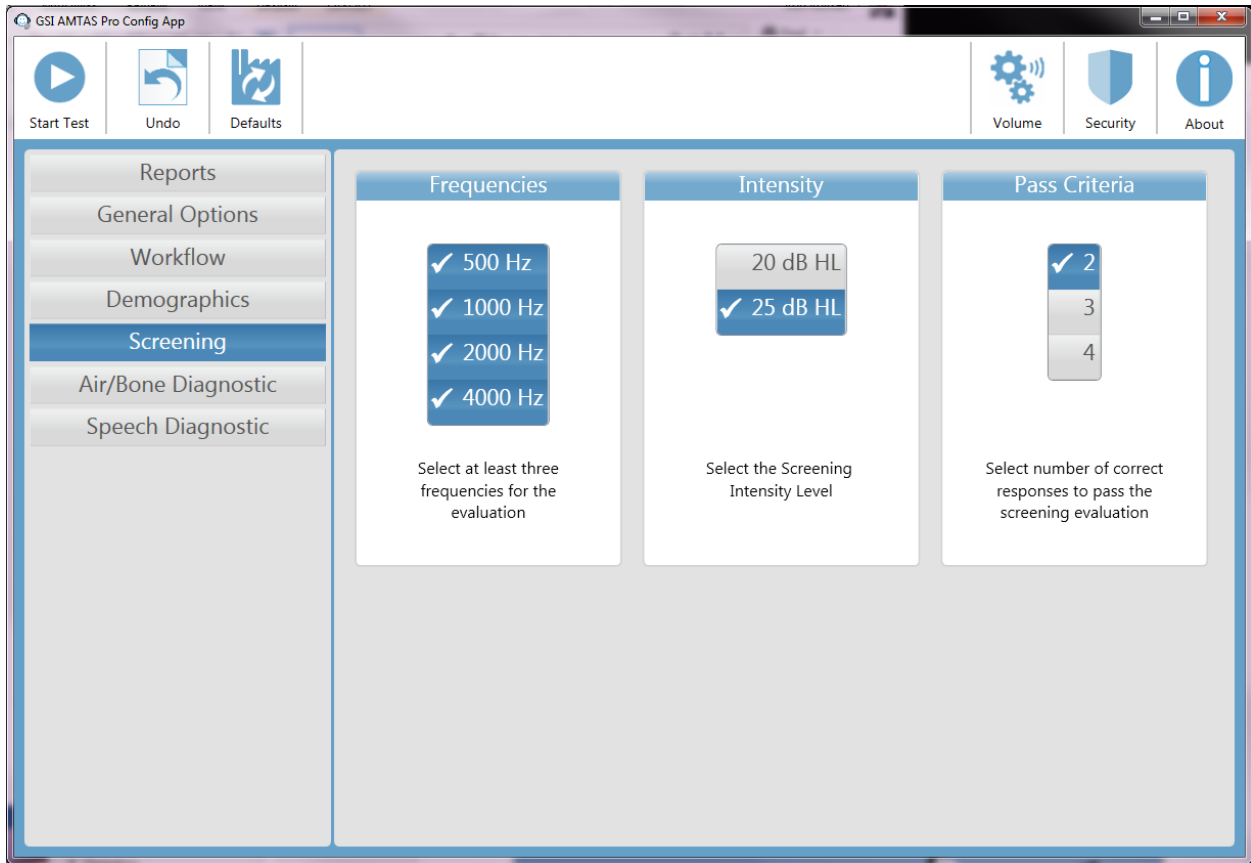 GSI AMTAS Pro Config App
Start Test
Undo
Defaults
Volume
Security
About
Reports
General Options
Workflow
Demographics
Screening
Air/Bone Diagnostic
Speech Diagnostic
Frequencies
500 Hz
1000 Hz
2000 Hz
4000 Hz
Select at least three
frequencies for the
evaluation
Intensity
20 dB HL
25 dB HL
Select the Screening
Intensity Level
Pass Criteria
2
3
4
Select number of correct
responses to pass the
screening evaluation